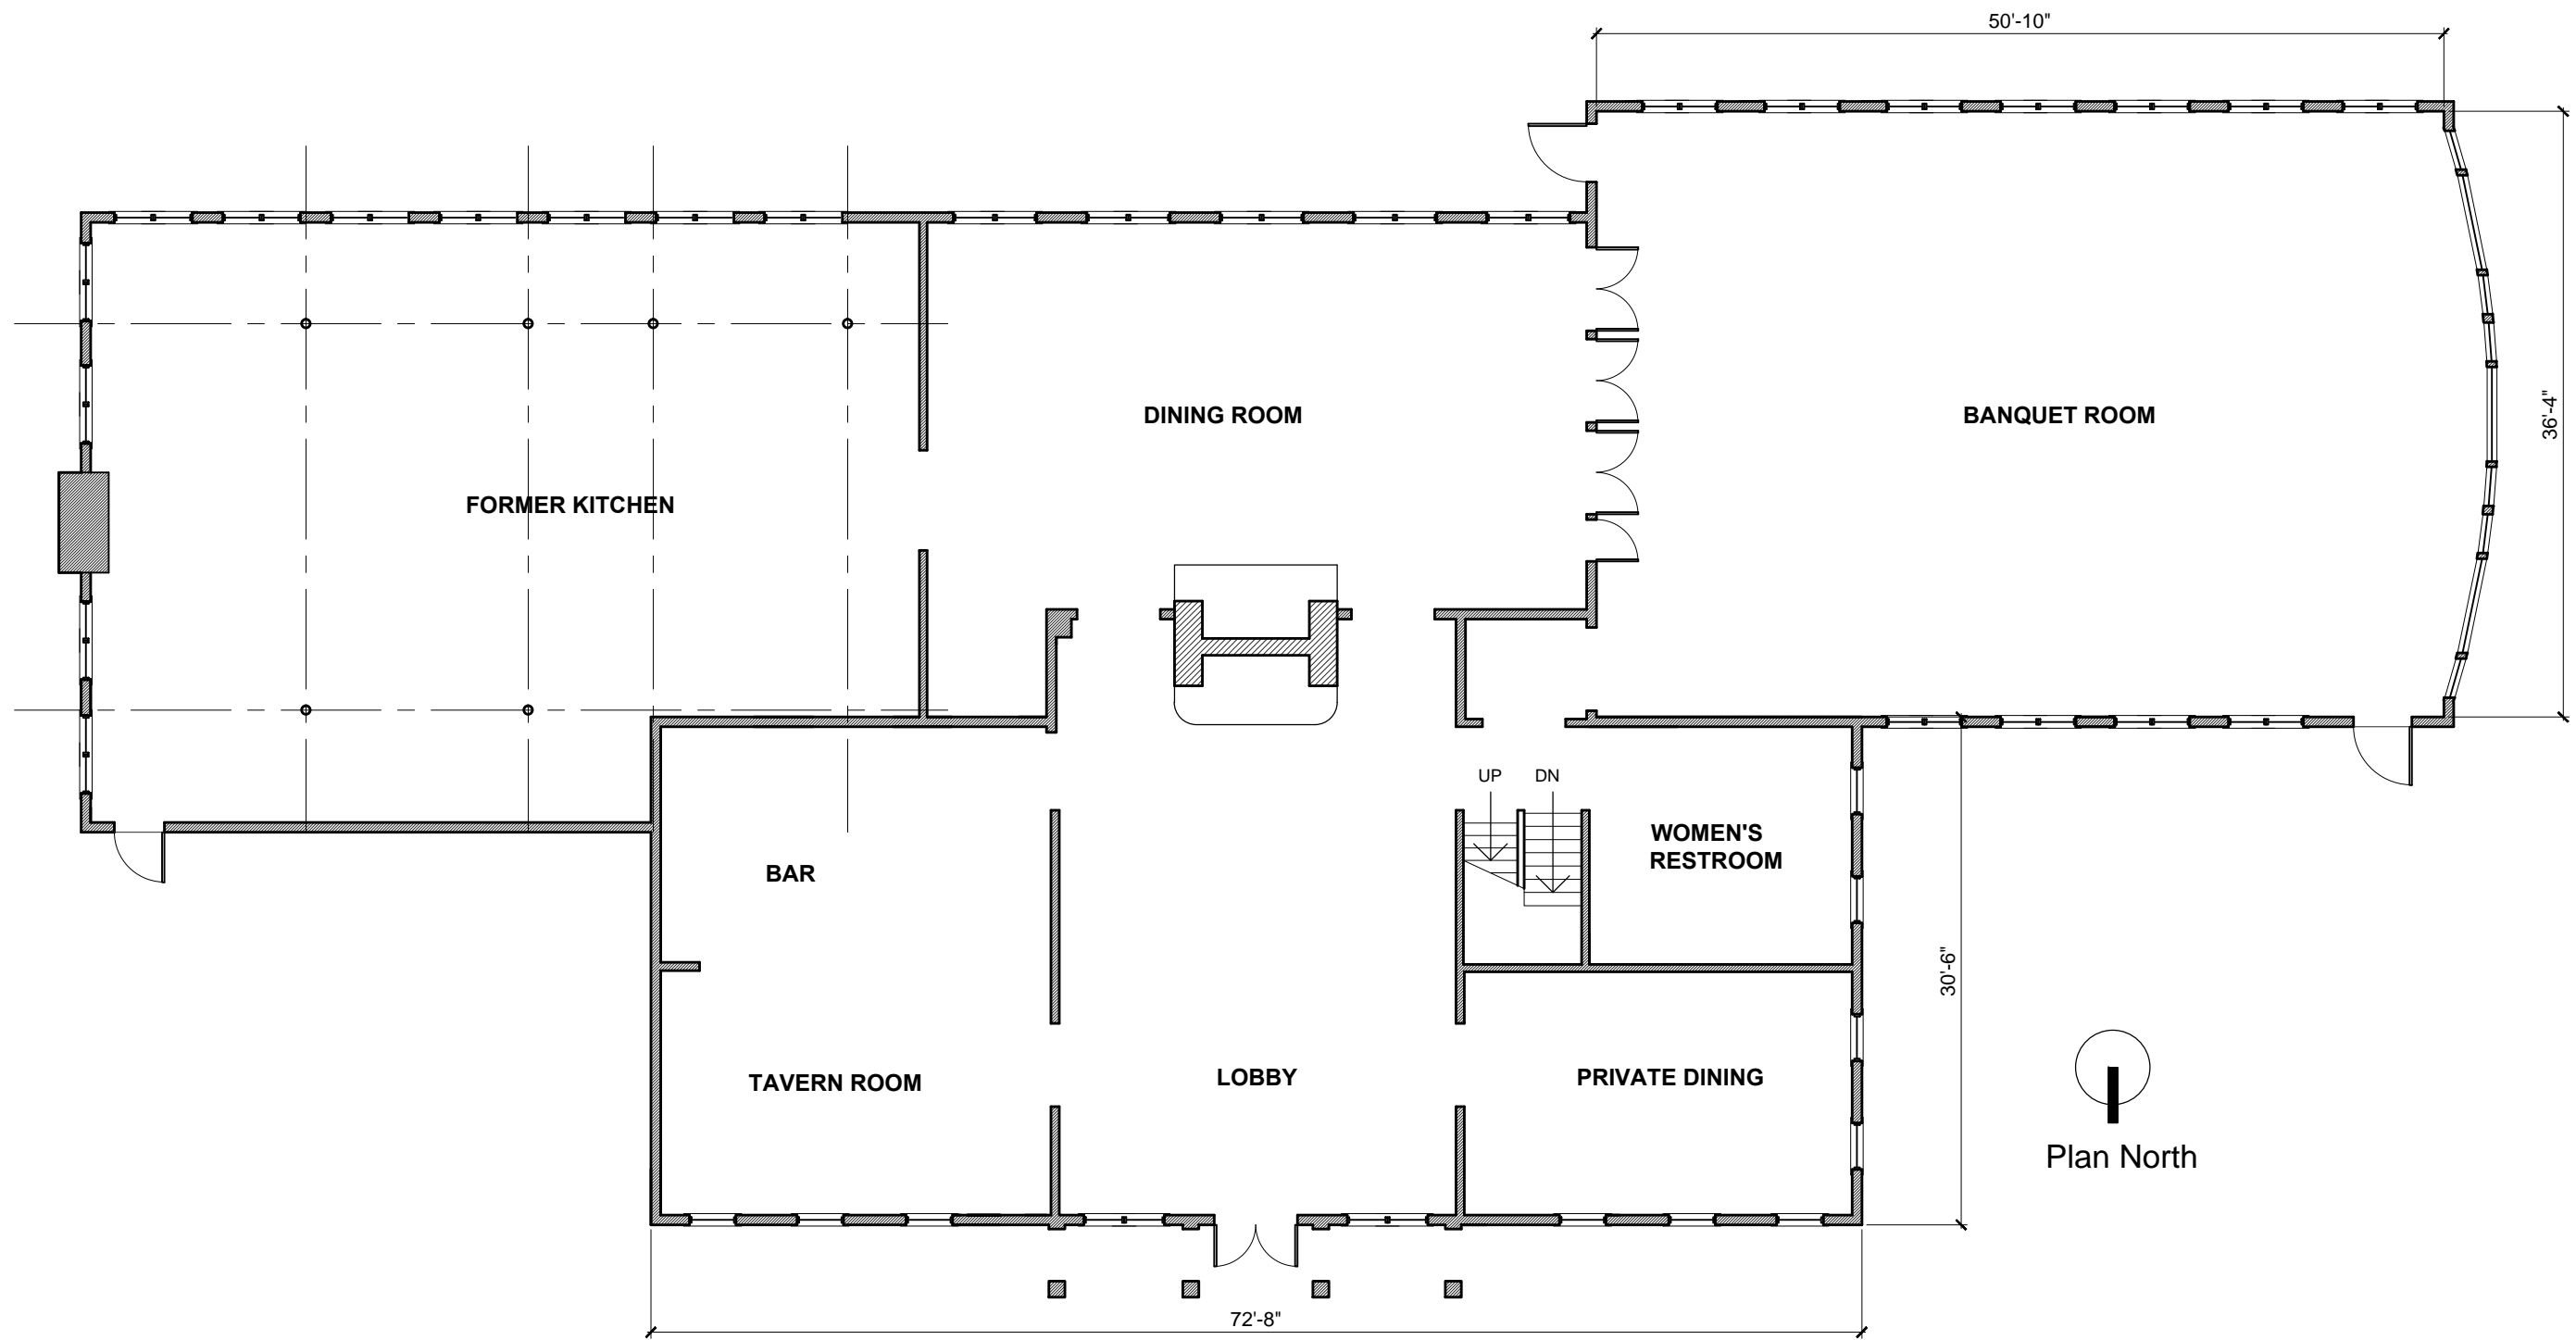 50'-10"
36'-4"
DINING ROOM
BANQUET ROOM
FORMER KITCHEN
UP
DN
WOMEN'S
RESTROOM
BAR
30'-6"
TAVERN ROOM
LOBBY
PRIVATE DINING
Plan North
72'-8"